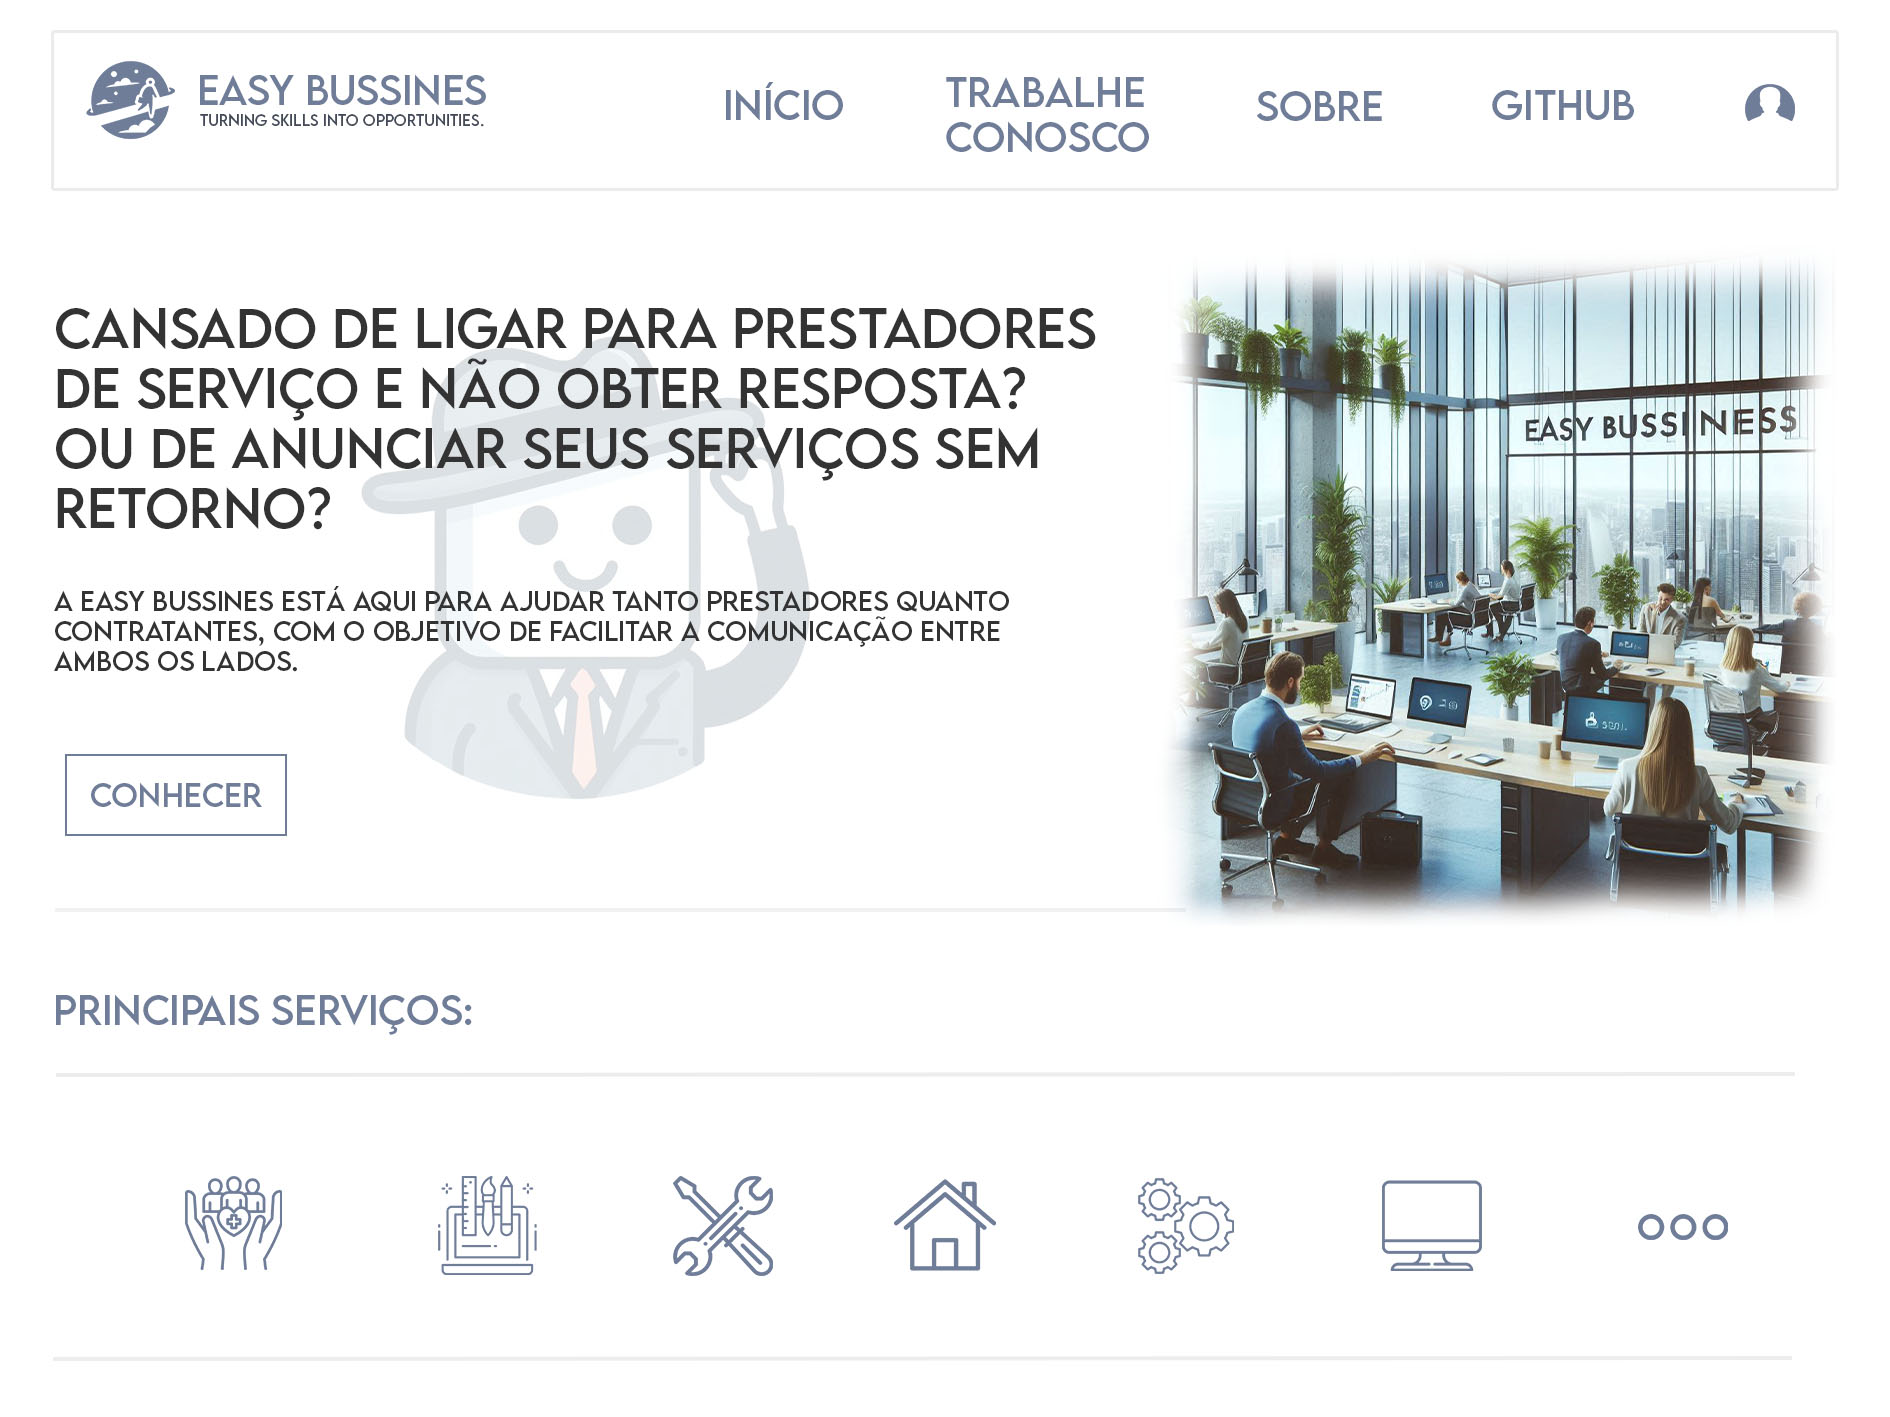 EASY BUSSINES
TURNING SKILLS INTO OPPORTUNITIES.
INÍCIO
TRABALHE
CONOSCO
SOBRE
GITHUB
CANSADO DE LIGAR PARA PRESTADORES
DE SERVIÇO E NÃO OBTER RESPOSTA?
OU DE ANUNCIAR SEUS SERVIÇOS SEM
RETORNO?
A EASY BUSSINES ESTÁ AQUI PARA AJUDAR TANTO PRESTADORES QUANTO
CONTRATANTES, COM O OBJETIVO DE FACILITAR A COMUNICAÇÃO ENTRE
AMBOS OS LADOS.
CONHECER
EASY BUSSINESS
PRINCIPAIS SERVIÇOS: